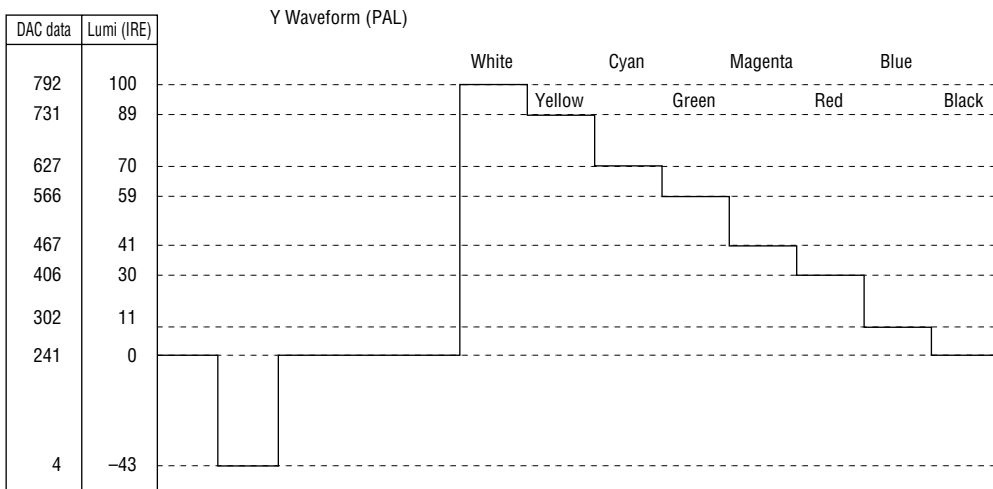 Y Waveform (PAL)
DAC data Lumi (IRE)
White Cyan Magenta Blue
792 100
Yellow Green Red Black
731 89
627 70
566 59
467 41
406 30
302 11
241 0
4 –43